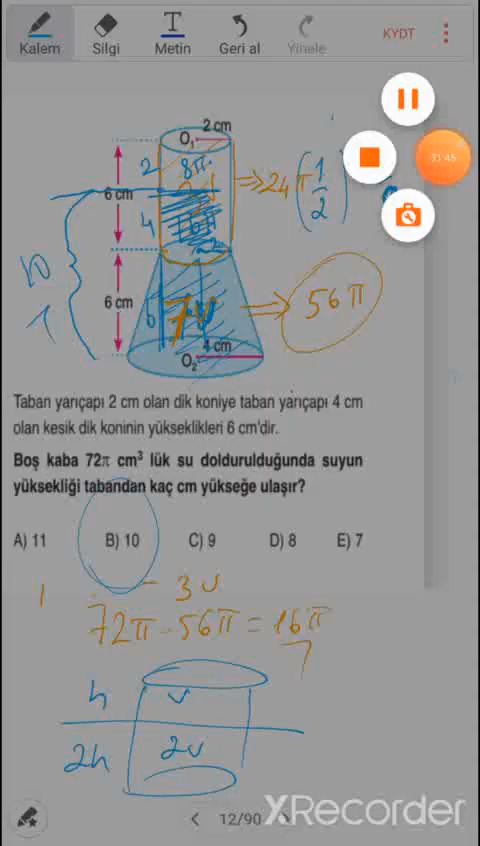 Kalem
Silgi
T
Metin
Geri al
Yinele
KYDT
31:45
2 cm
O₁
2
8π
24π (1/2)
6 cm
4
10
6 cm
6
7V
56π
4 cm
O₂
Taban yarıçapı 2 cm olan dik koniye taban yarıçapı 4 cm
olan kesik dik koninin yükseklikleri 6 cm'dir.
Boş kaba 72π cm³ lük su doldurulduğunda suyun
yüksekliği tabandan kaç cm yükseğe ulaşır?
A) 11 B) 10 C) 9 D) 8 E) 7
3V
72π - 56π = 16π
h V
2h 2V
12/90
XRecorder